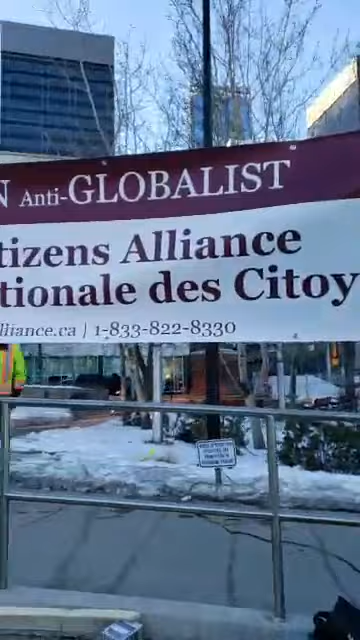 N Anti-GLOBALIST
tizens Alliance
tionale des Citoy
lliance.ca | 1-833-822-8330